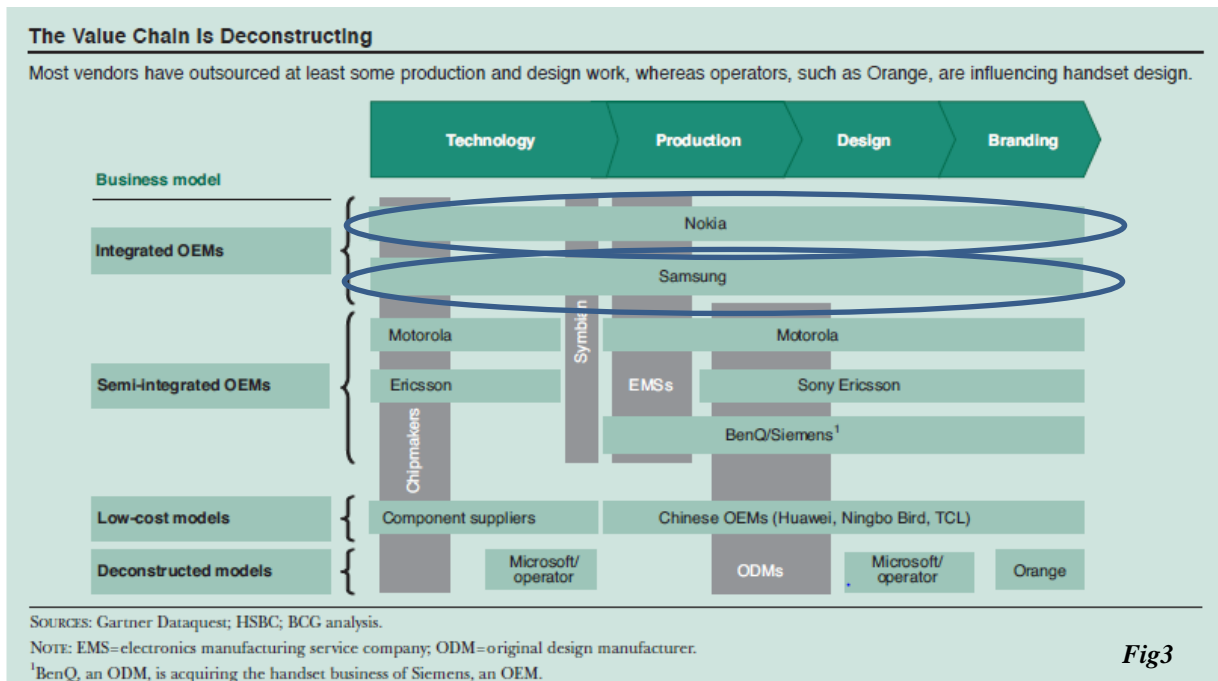 The Value Chain Is Deconstructing
Most vendors have outsourced at least some production and design work, whereas operators, such as Orange, are influencing handset design.
Technology
Production
Design
Branding
Business model
Integrated OEMs
Nokia
Samsung
Semi-integrated OEMs
Motorola
Motorola
Ericsson
Sony Ericsson
BenQ/Siemens¹
Symbian
EMSs
Chipmakers
Low-cost models
Component suppliers
Chinese OEMs (Huawei, Ningbo Bird, TCL)
Deconstructed models
Microsoft/
operator
ODMs
Microsoft/
operator
Orange
SOURCES: Gartner Dataquest; HSBC; BCG analysis.
NOTE: EMS=electronics manufacturing service company; ODM=original design manufacturer.
¹BenQ, an ODM, is acquiring the handset business of Siemens, an OEM.
Fig3